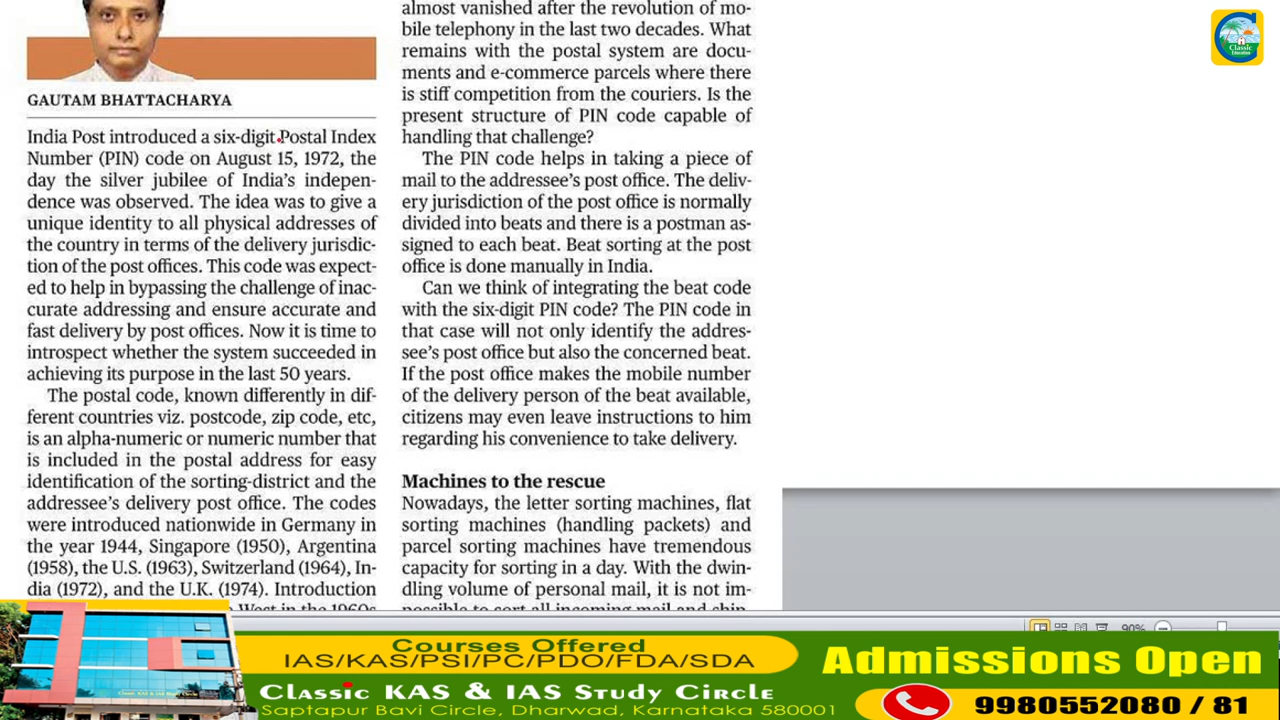 GAUTAM BHATTACHARYA
India Post introduced a six-digit Postal Index
Number (PIN) code on August 15, 1972, the
day the silver jubilee of India's indepen-
dence was observed. The idea was to give a
unique identity to all physical addresses of
the country in terms of the delivery jurisdic-
tion of the post offices. This code was expect-
ed to help in bypassing the challenge of inac-
curate addressing and ensure accurate and
fast delivery by post offices. Now it is time to
introspect whether the system succeeded in
achieving its purpose in the last 50 years.
The postal code, known differently in dif-
ferent countries viz. postcode, zip code, etc,
is an alpha-numeric or numeric number that
is included in the postal address for easy
identification of the sorting-district and the
addressee's delivery post office. The codes
were introduced nationwide in Germany in
the year 1944, Singapore (1950), Argentina
(1958), the U.S. (1963), Switzerland (1964), In-
dia (1972), and the U.K. (1974). Introduction
West in the 1960s
almost vanished after the revolution of mo-
bile telephony in the last two decades. What
remains with the postal system are docu-
ments and e-commerce parcels where there
is stiff competition from the couriers. Is the
present structure of PIN code capable of
handling that challenge?
The PIN code helps in taking a piece of
mail to the addressee's post office. The deliv-
ery jurisdiction of the post office is normally
divided into beats and there is a postman as-
signed to each beat. Beat sorting at the post
office is done manually in India.
Can we think of integrating the beat code
with the six-digit PIN code? The PIN code in
that case will not only identify the addres-
see's post office but also the concerned beat.
If the post office makes the mobile number
of the delivery person of the beat available,
citizens may even leave instructions to him
regarding his convenience to take delivery.
Machines to the rescue
Nowadays, the letter sorting machines, flat
sorting machines (handling packets) and
parcel sorting machines have tremendous
capacity for sorting in a day. With the dwin-
dling volume of personal mail, it is not im-
possible to sort all incoming mail and ship-
Classic
Education
90%
Courses Offered
IAS/KAS/PSI/PC/PDO/FDA/SDA
Classic KAS & IAS Study Circle
Saptapur Bavi Circle, Dharwad, Karnataka 580001
Admissions Open
9980552080 / 81